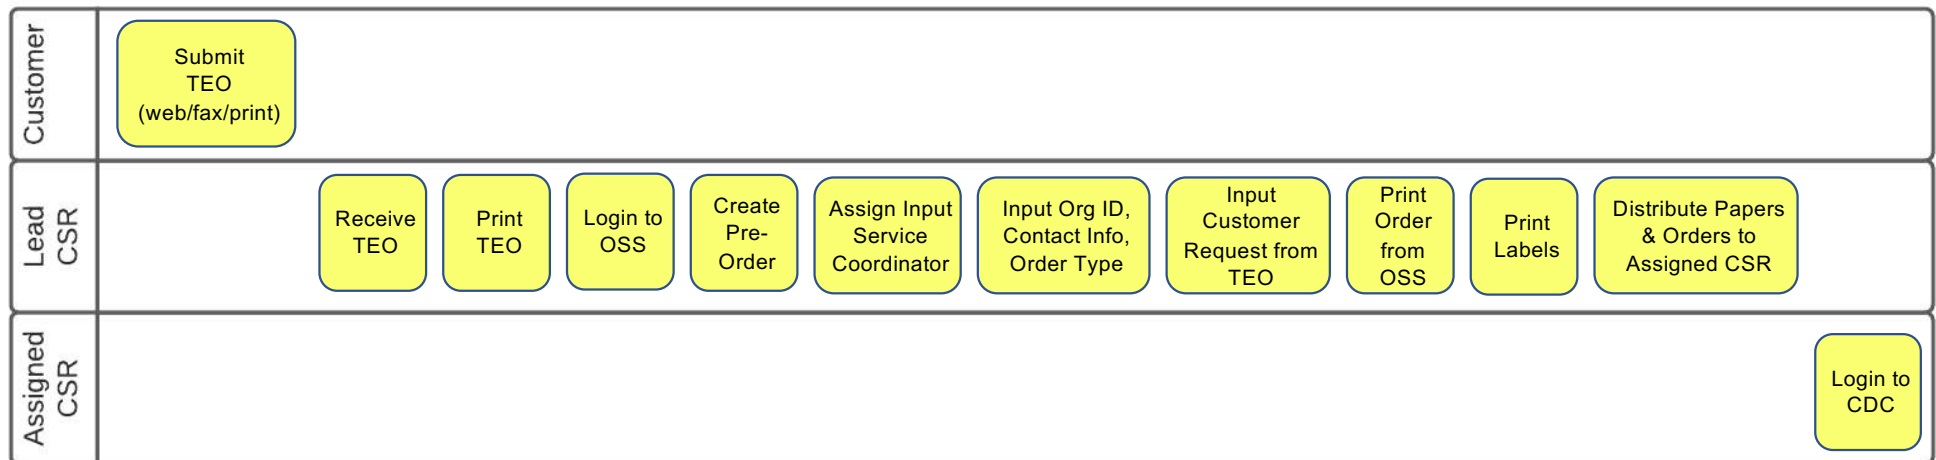 Customer
Submit
TEO
(web/fax/print)
Lead
CSR
Receive
TEO
Print
TEO
Login to
OSS
Create
Pre-
Order
Assign Input
Service
Coordinator
Input Org ID,
Contact Info,
Order Type
Input
Customer
Request from
TEO
Print
Order
from
OSS
Print
Labels
Distribute Papers
& Orders to
Assigned CSR
Assigned
CSR
Login to
CDC